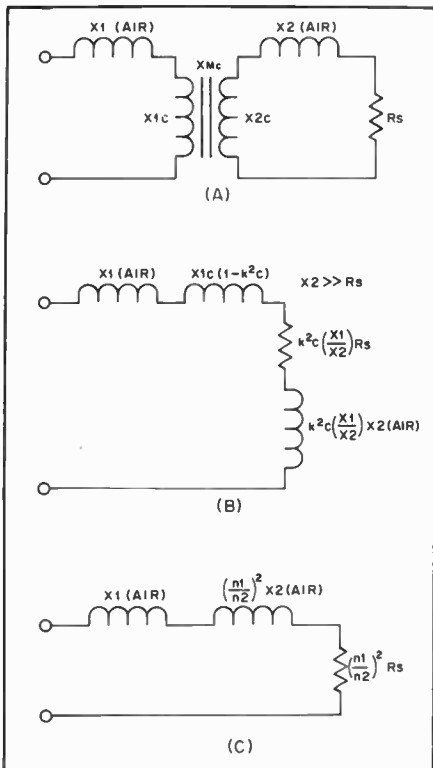 X1 (AIR)
X2 (AIR)
XMC
X1C
X2C
RS
(A)
X1 (AIR)
X1C (1-K²C)
X2 >> RS
K²C(X1/X2)RS
K²C(X1/X2) X2 (AIR)
(B)
X1 (AIR)
(n1/n2)² X2 (AIR)
(n1/n2)² RS
(C)